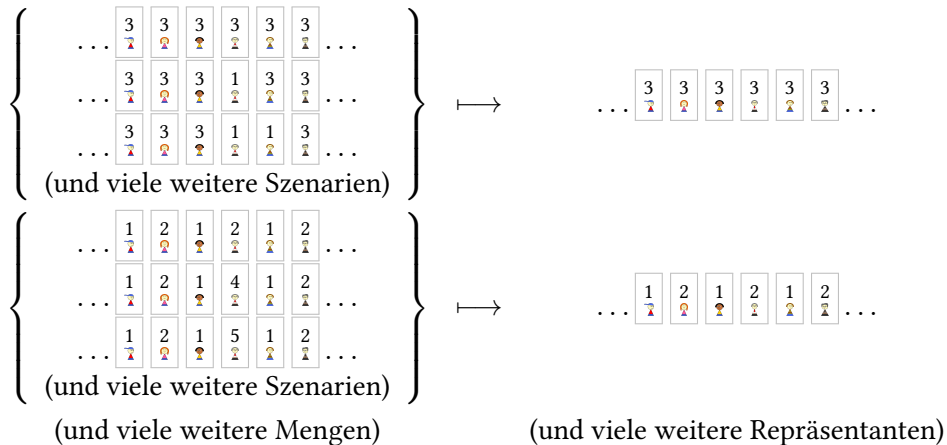 3 3 3 3 3 3
... ...
3 3 3 1 3 3
... ...
3 3 3 1 1 3
... ...
(und viele weitere Szenarien)
3 3 3 3 3 3
... ...
1 2 1 2 1 2
... ...
1 2 1 4 1 2
... ...
1 2 1 5 1 2
... ...
(und viele weitere Szenarien)
1 2 1 2 1 2
... ...
(und viele weitere Mengen)
(und viele weitere Repräsentanten)